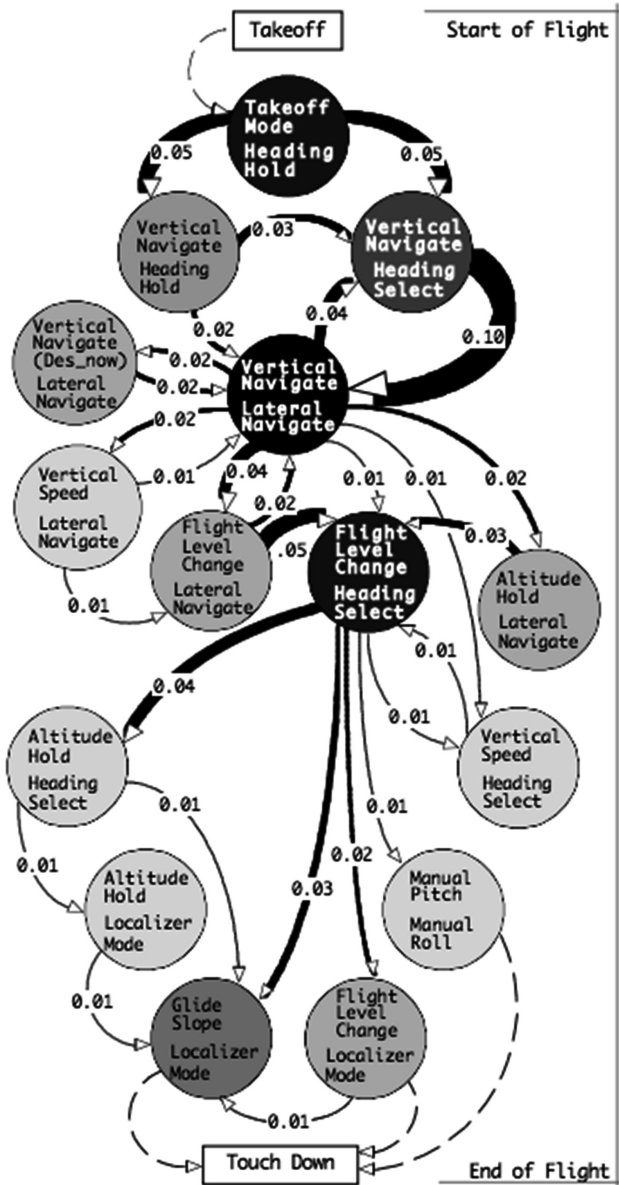 Takeoff
Start of Flight
Takeoff
Mode
Heading
Hold
0.05
0.05
Vertical
Navigate
Heading
Hold
0.03
Vertical
Navigate
Heading
Select
0.02
0.04
0.10
Vertical
Navigate
(Des_now)
Lateral
Navigate
0.02
0.02
Vertical
Navigate
Lateral
Navigate
0.02
Vertical
Speed
Lateral
Navigate
0.01
0.04
0.02
0.01
0.01
0.02
Flight
Level
Change
Lateral
Navigate
.05
Flight
Level
Change
Heading
Select
0.03
Altitude
Hold
Lateral
Navigate
0.01
0.01
0.04
0.01
Altitude
Hold
Heading
Select
Vertical
Speed
Heading
Select
0.01
0.01
0.01
0.02
0.03
Altitude
Hold
Localizer
Mode
Manual
Pitch
Manual
Roll
0.01
Glide
Slope
Localizer
Mode
Flight
Level
Change
Localizer
Mode
0.01
Touch Down
End of Flight